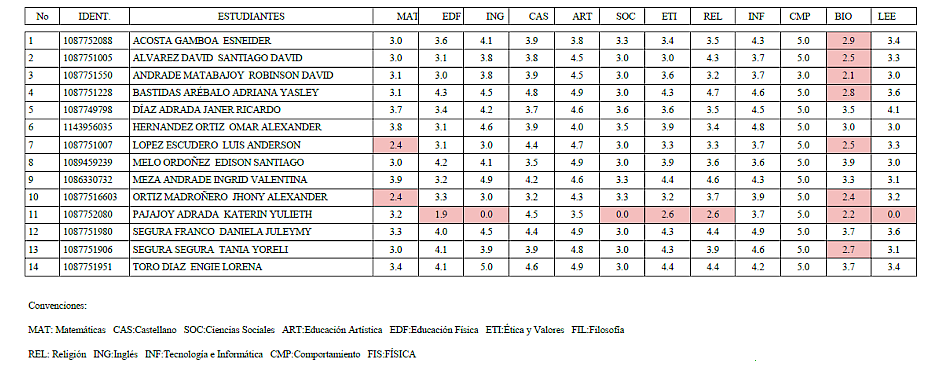 No IDENT. ESTUDIANTES MAT EDF ING CAS ART SOC ETI REL INF CMP BIO LEE
1 1087752088 ACOSTA GAMBOA ESNEIDER 3.0 3.6 4.1 3.9 3.8 3.3 3.4 3.5 4.3 5.0 2.9 3.4
2 1087751005 ALVAREZ DAVID SANTIAGO DAVID 3.0 3.1 3.8 3.8 4.5 3.0 3.0 4.3 3.7 5.0 2.5 3.3
3 1087751550 ANDRADE MATABAJOY ROBINSON DAVID 3.1 3.0 3.8 3.9 4.5 3.0 3.6 3.2 3.7 5.0 2.1 3.0
4 1087751228 BASTIDAS ARÉBALO ADRIANA YASLEY 3.1 4.3 4.5 4.8 4.9 3.0 4.3 4.7 4.6 5.0 2.8 3.6
5 1087749798 DÍAZ ADRADA JANER RICARDO 3.7 3.4 4.2 3.7 4.6 3.6 3.6 3.5 4.5 5.0 3.5 4.1
6 1143956035 HERNANDEZ ORTIZ OMAR ALEXANDER 3.8 3.1 4.6 3.9 4.0 3.5 3.9 3.4 4.8 5.0 3.0 3.0
7 1087751007 LOPEZ ESCUDERO LUIS ANDERSON 2.4 3.1 3.0 4.4 4.7 3.0 3.3 3.3 3.7 5.0 2.5 3.3
8 1089459239 MELO ORDOÑEZ EDISON SANTIAGO 3.0 4.2 4.1 3.5 4.9 3.0 3.9 3.6 3.6 5.0 3.9 3.0
9 1086330732 MEZA ANDRADE INGRID VALENTINA 3.9 3.2 4.9 4.2 4.6 3.3 4.4 4.6 4.3 5.0 3.3 3.1
10 10877516603 ORTIZ MADROÑERO JHONY ALEXANDER 2.4 3.3 3.0 3.2 4.3 3.3 3.2 3.7 3.9 5.0 2.4 3.2
11 1087752080 PAJAJOY ADRADA KATERIN YULIETH 3.2 1.9 0.0 4.5 3.5 0.0 2.6 2.6 3.7 5.0 2.2 0.0
12 1087751980 SEGURA FRANCO DANIELA JULEYMY 3.3 4.0 4.5 4.4 4.9 3.0 4.3 4.4 4.9 5.0 3.7 3.6
13 1087751906 SEGURA SEGURA TANIA YORELI 3.0 4.1 3.9 3.9 4.8 3.0 4.3 3.9 4.6 5.0 2.7 3.1
14 1087751951 TORO DIAZ ENGIE LORENA 3.4 4.1 5.0 4.6 4.9 3.0 4.4 4.4 4.2 5.0 3.7 3.4
Convenciones:
MAT: Matemáticas CAS:Castellano SOC:Ciencias Sociales ART:Educación Artística EDF:Educación Física ETI:Ética y Valores FIL:Filosofía
REL: Religión ING:Inglés INF:Tecnología e Informática CMP:Comportamiento FIS:FÍSICA